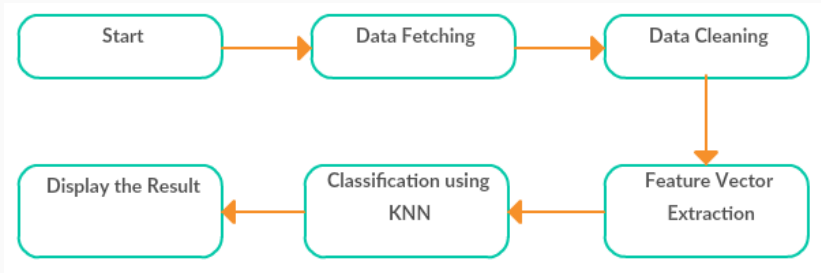 Start
Data Fetching
Data Cleaning
Feature Vector
Extraction
Classification using
KNN
Display the Result